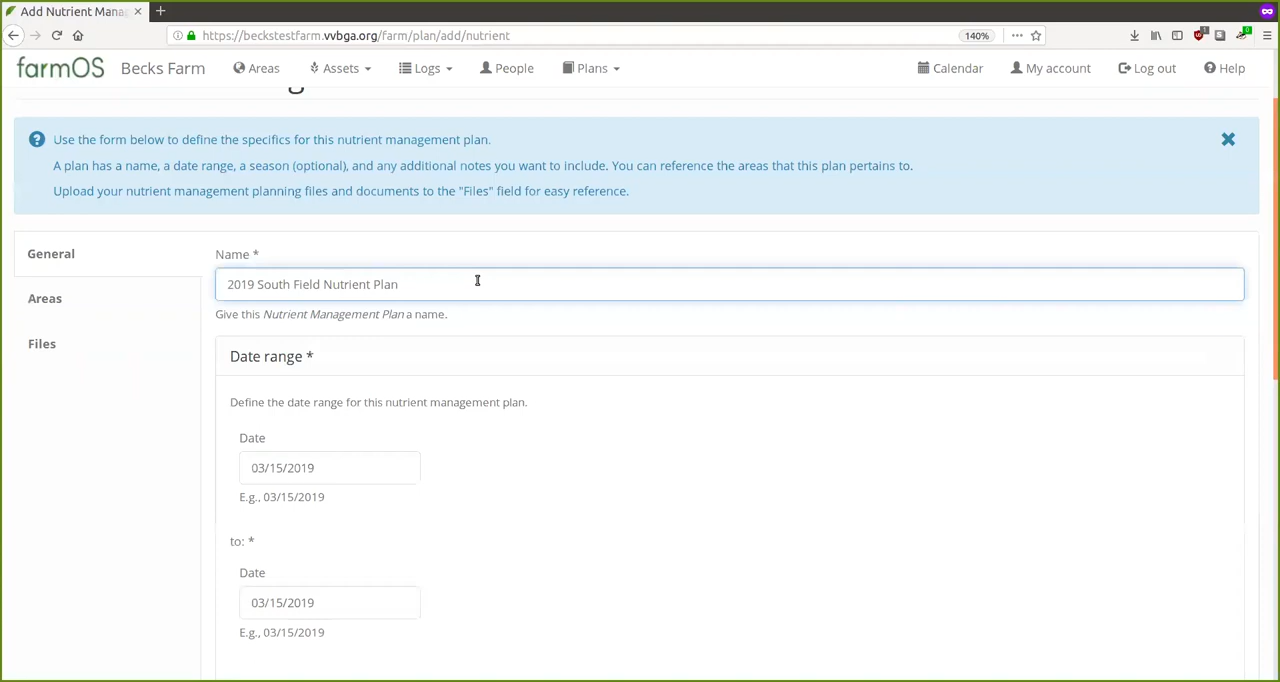 Add Nutrient Mana
https://beckstestfarm.vvbga.org/farm/plan/add/nutrient
140%
farmOS
Becks Farm
Areas
Assets
Logs
People
Plans
Calendar
My account
Log out
Help
Use the form below to define the specifics for this nutrient management plan.
A plan has a name, a date range, a season (optional), and any additional notes you want to include. You can reference the areas that this plan pertains to.
Upload your nutrient management planning files and documents to the "Files" field for easy reference.
General
Areas
Files
Name *
2019 South Field Nutrient Plan
Give this Nutrient Management Plan a name.
Date range *
Define the date range for this nutrient management plan.
Date
03/15/2019
E.g., 03/15/2019
to: *
Date
03/15/2019
E.g., 03/15/2019